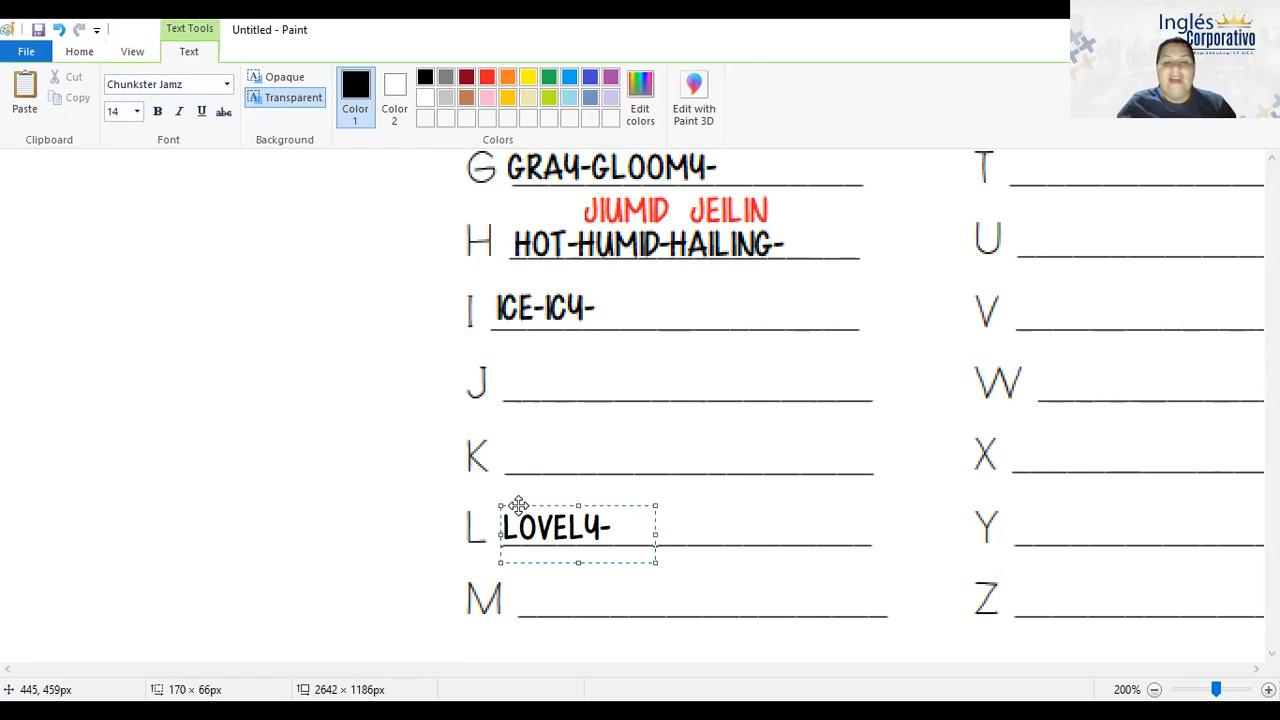 Text Tools
Untitled - Paint
File
Home
View
Text
Inglés
Corporativo
Paste
Cut
Copy
Clipboard
Chunkster Jamz
14
B I U abc
Font
Opaque
Transparent
Background
Color 1
Color 2
Edit colors
Colors
Edit with Paint 3D
G GRAY-GLOOMY-
JIUMID JEILIN
H HOT-HUMID-HAILING-
I ICE-ICY-
J
K
L LOVELY-
M
T
U
V
W
X
Y
Z
445, 459px
170 × 66px
2642 × 1186px
200%